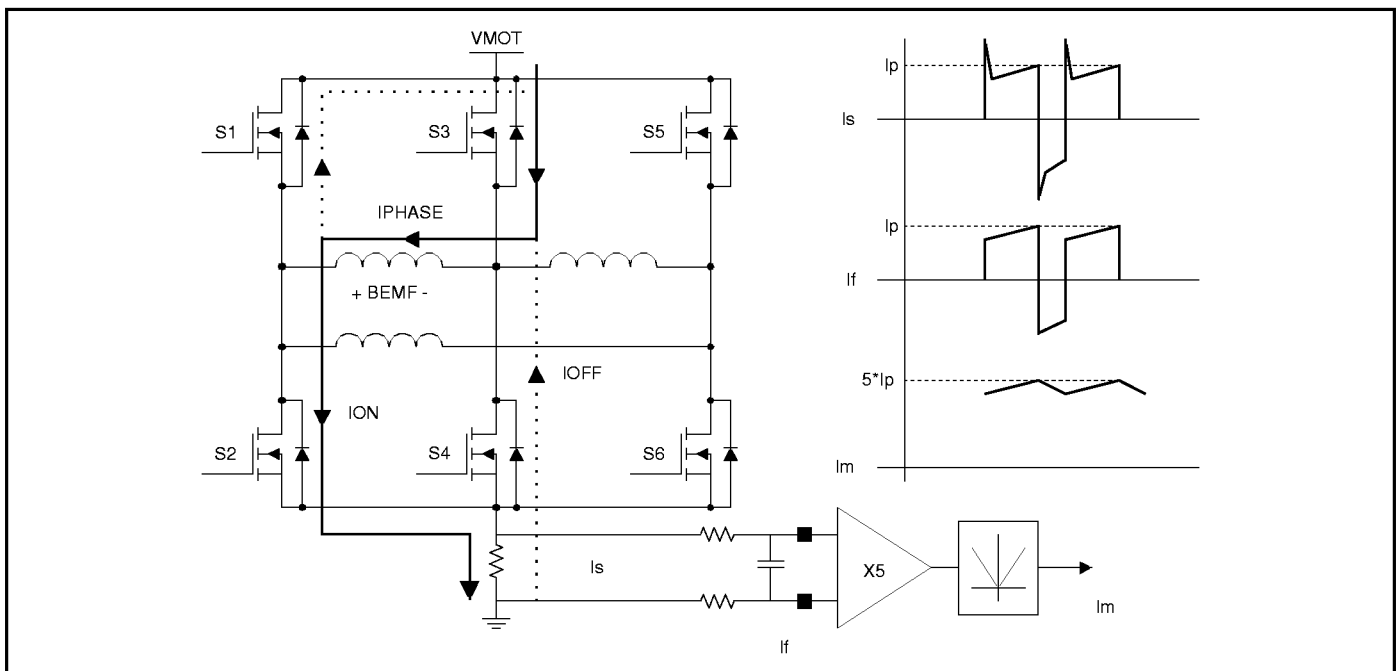 VMOT
S1
S3
S5
IPHASE
+ BEMF -
IOFF
ION
S2
S4
S6
Is
If
X5
Im
Ip
Is
Ip
If
5*Ip
Im